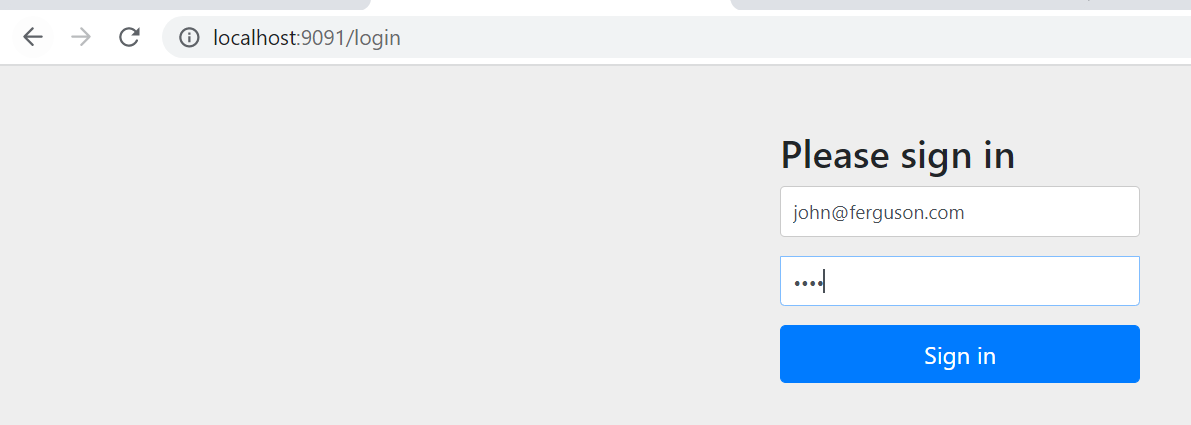 localhost:9091/login
Please sign in
john@ferguson.com
••••
Sign in